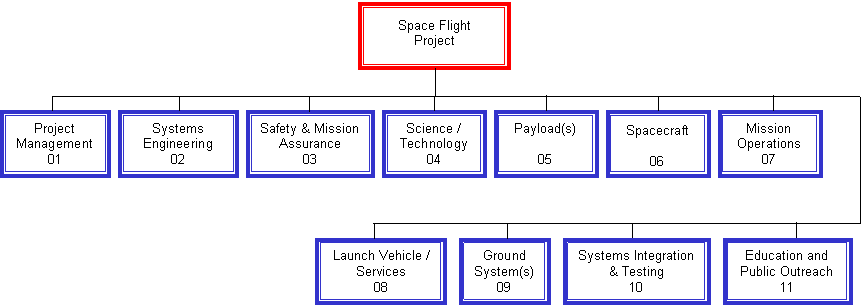 Space Flight
Project
Project
Management
01
Systems
Engineering
02
Safety & Mission
Assurance
03
Science /
Technology
04
Payload(s)
05
Spacecraft
06
Mission
Operations
07
Launch Vehicle /
Services
08
Ground
System(s)
09
Systems Integration
& Testing
10
Education and
Public Outreach
11